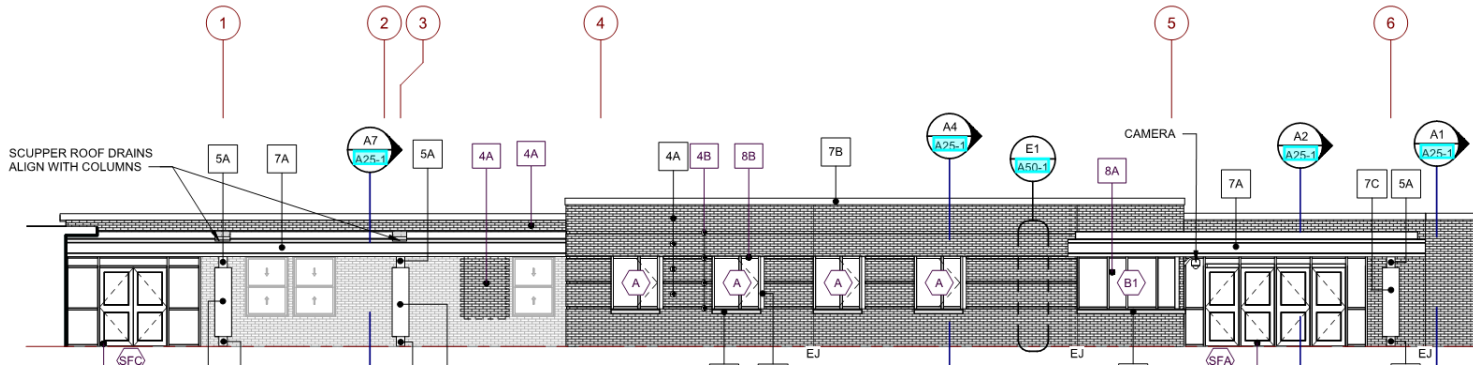 1
2
3
4
5
6
SCUPPER ROOF DRAINS
ALIGN WITH COLUMNS
5A
7A
A7
A25-1
5A
4A
4A
4A
4B
8B
7B
A4
A25-1
E1
A50-1
8A
CAMERA
7A
A2
A25-1
7C
5A
A1
A25-1
A
A
A
A
B1
SFC
EJ
EJ
SFA
EJ